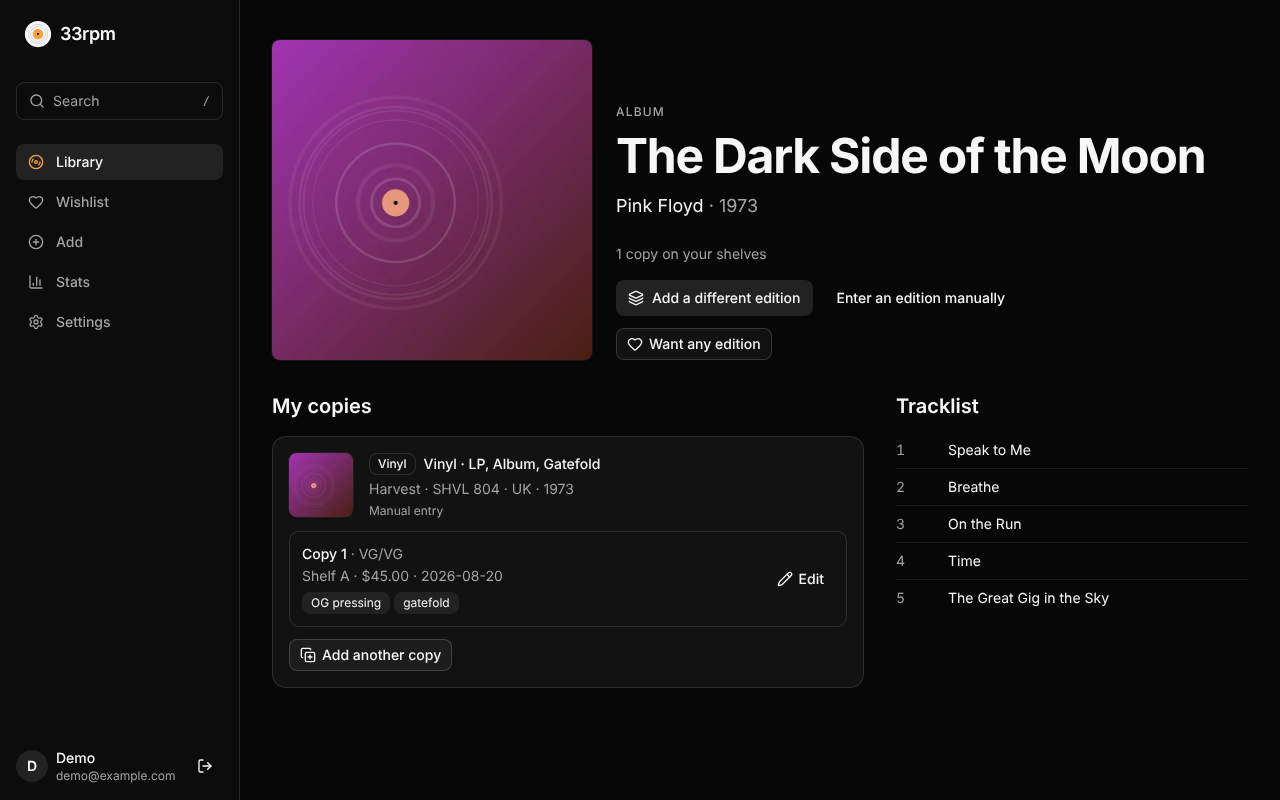 33rpm
Search /
Library
Wishlist
Add
Stats
Settings
Demo
demo@example.com
D
ALBUM
The Dark Side of the Moon
Pink Floyd · 1973
1 copy on your shelves
Add a different edition
Enter an edition manually
Want any edition
My copies
Vinyl Vinyl · LP, Album, Gatefold
Harvest · SHVL 804 · UK · 1973
Manual entry
Copy 1 · VG/VG
Shelf A · $45.00 · 2026-08-20
OG pressing gatefold
Edit
Add another copy
Tracklist
1 Speak to Me
2 Breathe
3 On the Run
4 Time
5 The Great Gig in the Sky